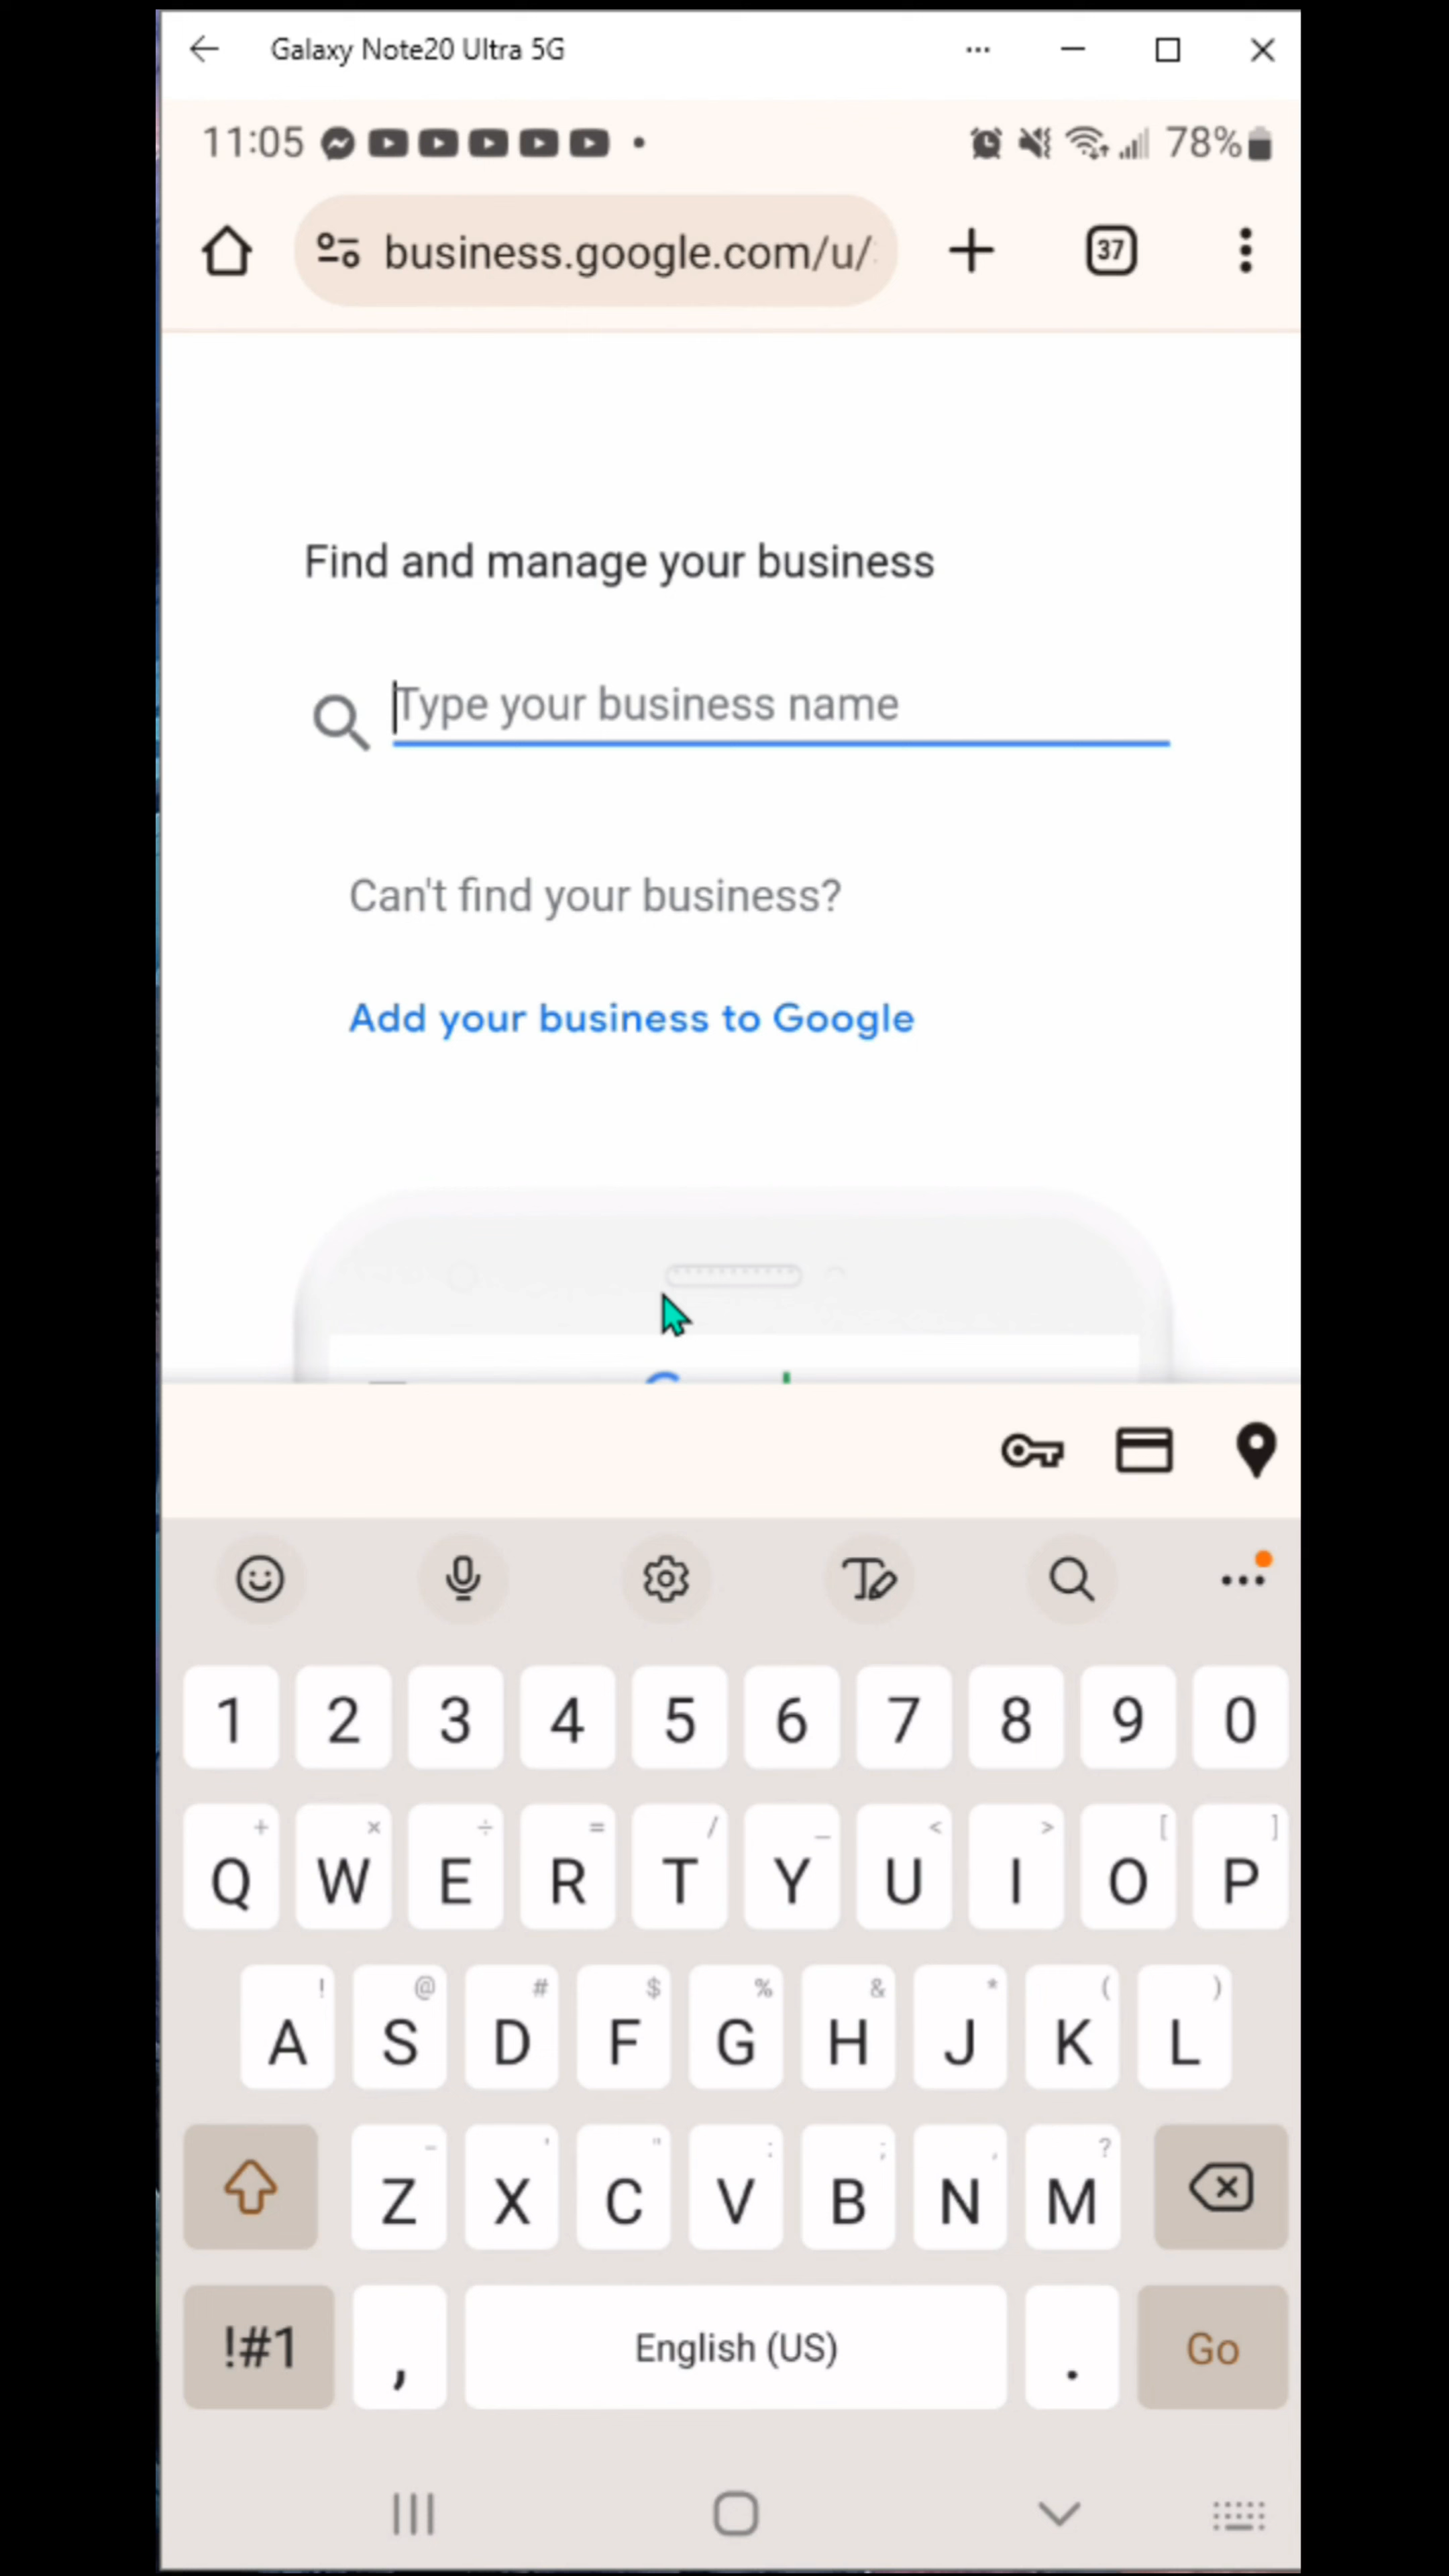 Galaxy Note20 Ultra 5G
11:05 78%
business.google.com/u/ 37
Find and manage your business
Type your business name
Can't find your business?
Add your business to Google
1 2 3 4 5 6 7 8 9 0
+ × ÷ = / _ < > [ ]
Q W E R T Y U I O P
! @ # $ % & * ( )
A S D F G H J K L
- ' " : ; , ?
Z X C V B N M
!#1 , English (US) . Go